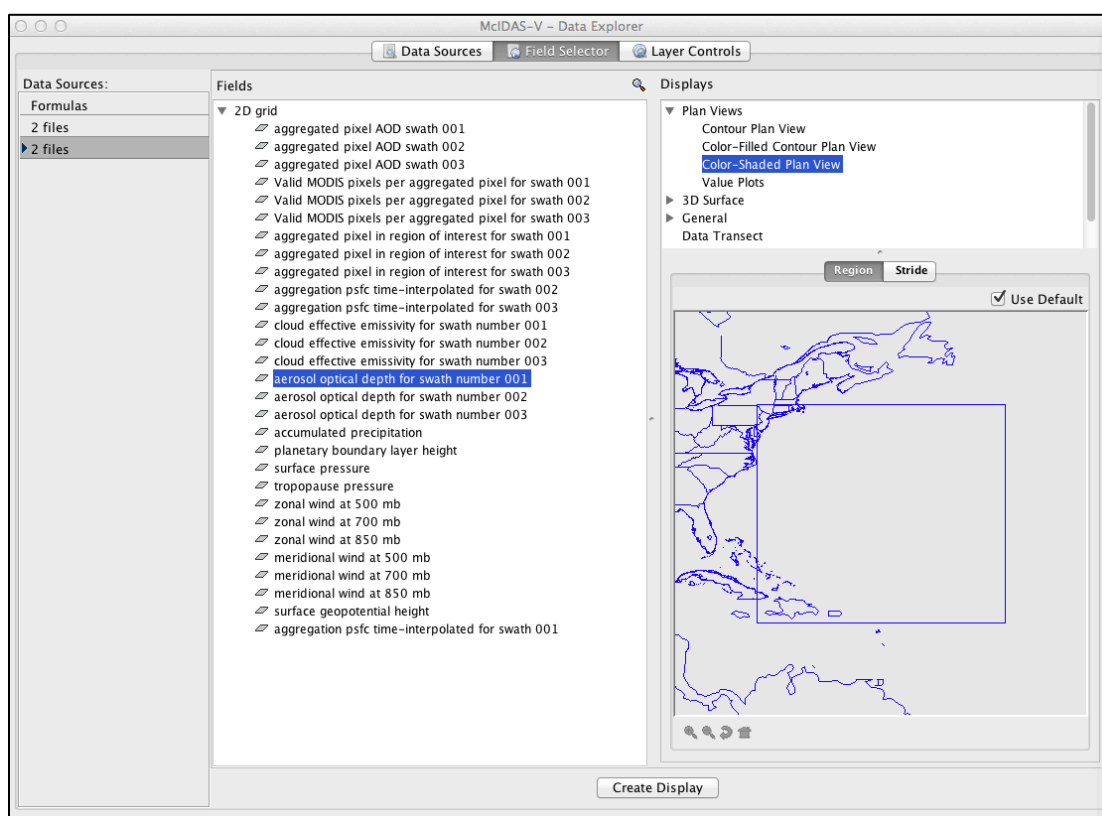 McIDAS-V - Data Explorer
Data Sources
Field Selector
Layer Controls
Data Sources:
Formulas
2 files
2 files
Fields
2D grid
aggregated pixel AOD swath 001
aggregated pixel AOD swath 002
aggregated pixel AOD swath 003
Valid MODIS pixels per aggregated pixel for swath 001
Valid MODIS pixels per aggregated pixel for swath 002
Valid MODIS pixels per aggregated pixel for swath 003
aggregated pixel in region of interest for swath 001
aggregated pixel in region of interest for swath 002
aggregated pixel in region of interest for swath 003
aggregation psfc time-interpolated for swath 002
aggregation psfc time-interpolated for swath 003
cloud effective emissivity for swath number 001
cloud effective emissivity for swath number 002
cloud effective emissivity for swath number 003
aerosol optical depth for swath number 001
aerosol optical depth for swath number 002
aerosol optical depth for swath number 003
accumulated precipitation
planetary boundary layer height
surface pressure
tropopause pressure
zonal wind at 500 mb
zonal wind at 700 mb
zonal wind at 850 mb
meridional wind at 500 mb
meridional wind at 700 mb
meridional wind at 850 mb
surface geopotential height
aggregation psfc time-interpolated for swath 001
Displays
Plan Views
Contour Plan View
Color-Filled Contour Plan View
Color-Shaded Plan View
Value Plots
3D Surface
General
Data Transect
Region
Stride
Use Default
Create Display